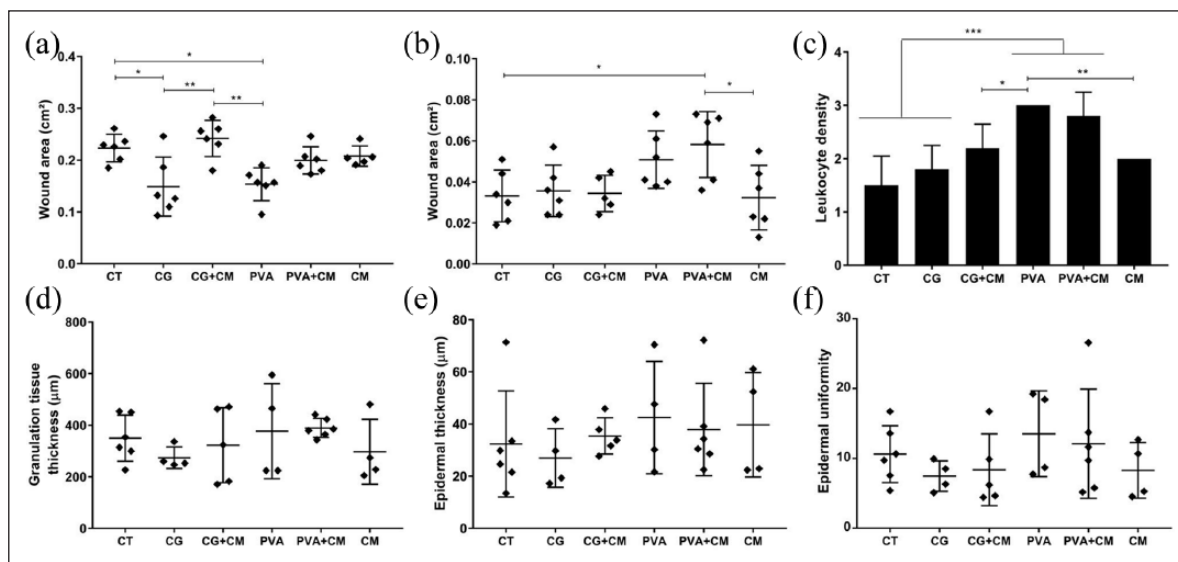 (a)
*
*
**
**
Wound area (cm²)
0.4
0.3
0.2
0.1
0.0
CT CG CG+CM PVA PVA+CM CM
(b)
*
*
Wound area (cm²)
0.10
0.08
0.06
0.04
0.02
0.00
CT CG CG+CM PVA PVA+CM CM
(c)
***
*
**
Leukocyte density
4
3
2
1
0
CT CG CG+CM PVA PVA+CM CM
(d)
Granulation tissue
thickness (µm)
800
600
400
200
0
CT CG CG+CM PVA PVA+CM CM
(e)
Epidermal thickness (µm)
80
60
40
20
0
CT CG CG+CM PVA PVA+CM CM
(f)
Epidermal uniformity
30
20
10
0
CT CG CG+CM PVA PVA+CM CM